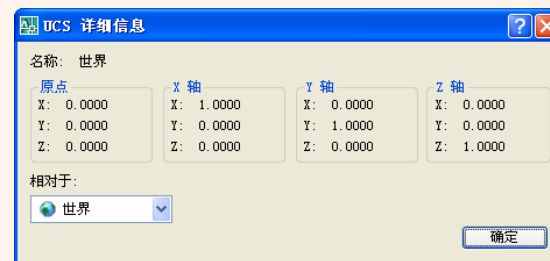 UCS 详细信息
名称: 世界
原点 X 轴 Y 轴 Z 轴
X: 0.0000 X: 1.0000 X: 0.0000 X: 0.0000
Y: 0.0000 Y: 0.0000 Y: 1.0000 Y: 0.0000
Z: 0.0000 Z: 0.0000 Z: 0.0000 Z: 1.0000
相对于:
世界
确定